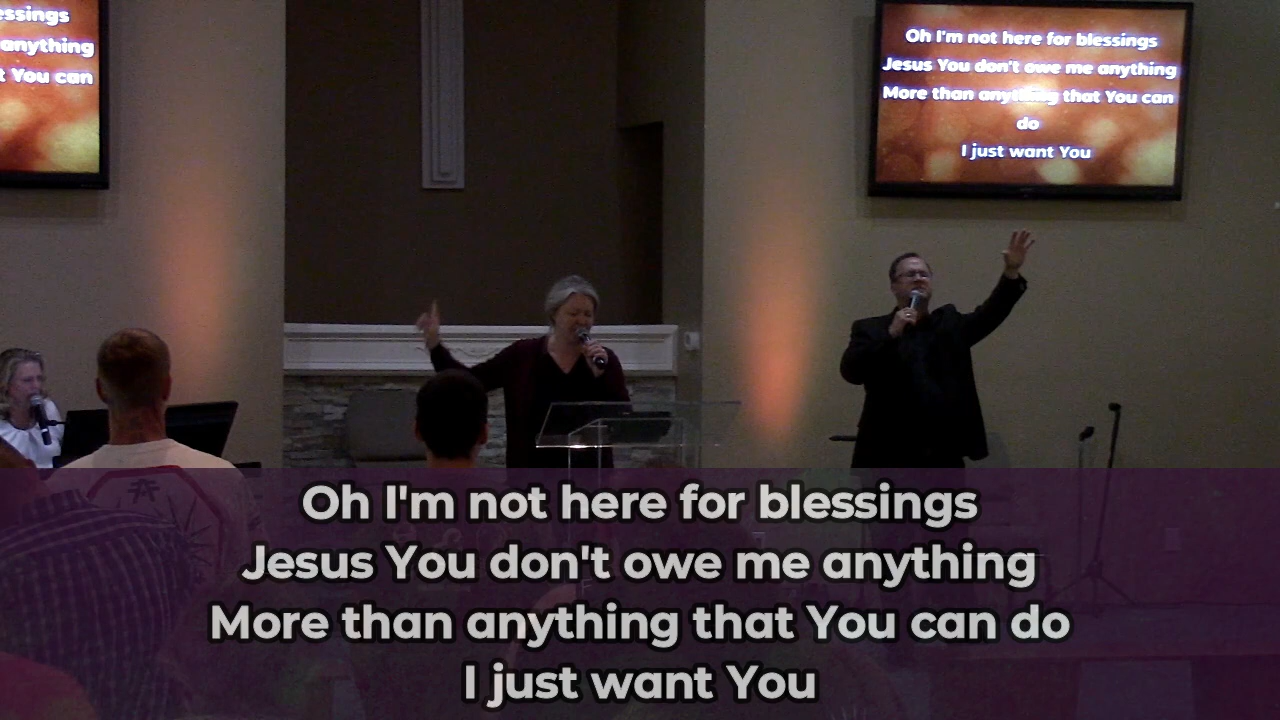 essings
anything
t You can
Oh I'm not here for blessings
Jesus You don't owe me anything
More than anything that You can
do
I just want You
Oh I'm not here for blessings
Jesus You don't owe me anything
More than anything that You can do
I just want You